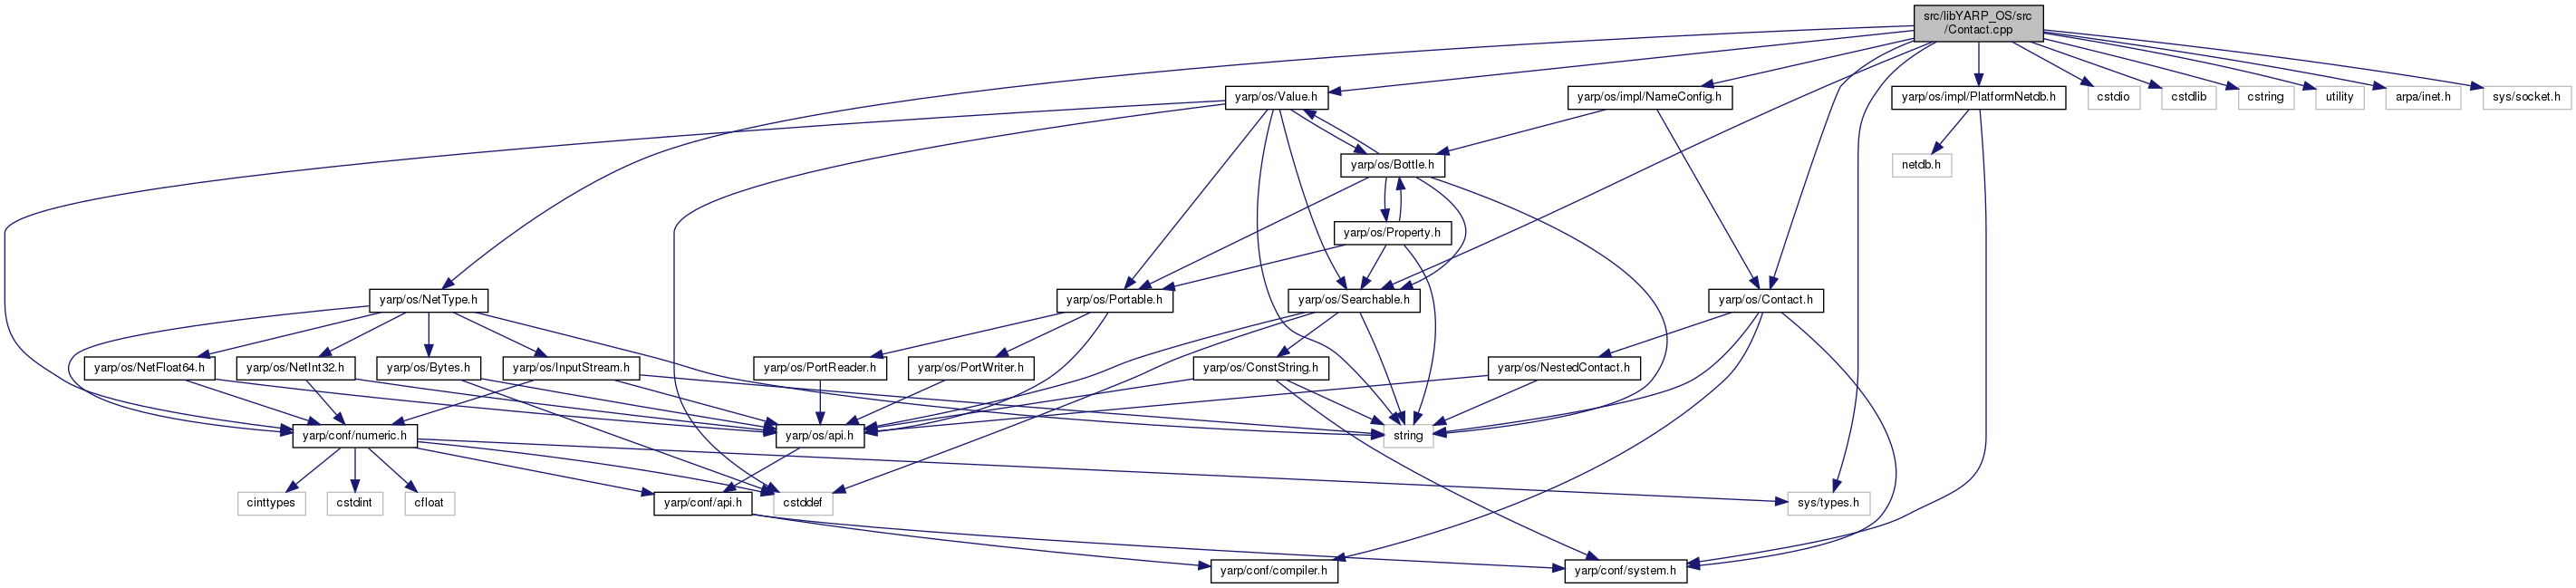 src/libYARP_OS/src
/Contact.cpp
yarp/os/Value.h
yarp/os/impl/NameConfig.h
yarp/os/impl/PlatformNetdb.h
cstdio
cstdlib
cstring
utility
arpa/inet.h
sys/socket.h
yarp/os/Bottle.h
netdb.h
yarp/os/Property.h
yarp/os/NetType.h
yarp/os/Portable.h
yarp/os/Searchable.h
yarp/os/Contact.h
yarp/os/NetFloat64.h
yarp/os/NetInt32.h
yarp/os/Bytes.h
yarp/os/InputStream.h
yarp/os/PortReader.h
yarp/os/PortWriter.h
yarp/os/ConstString.h
yarp/os/NestedContact.h
yarp/conf/numeric.h
yarp/os/api.h
string
cinttypes
cstdint
cfloat
yarp/conf/api.h
cstddef
sys/types.h
yarp/conf/compiler.h
yarp/conf/system.h